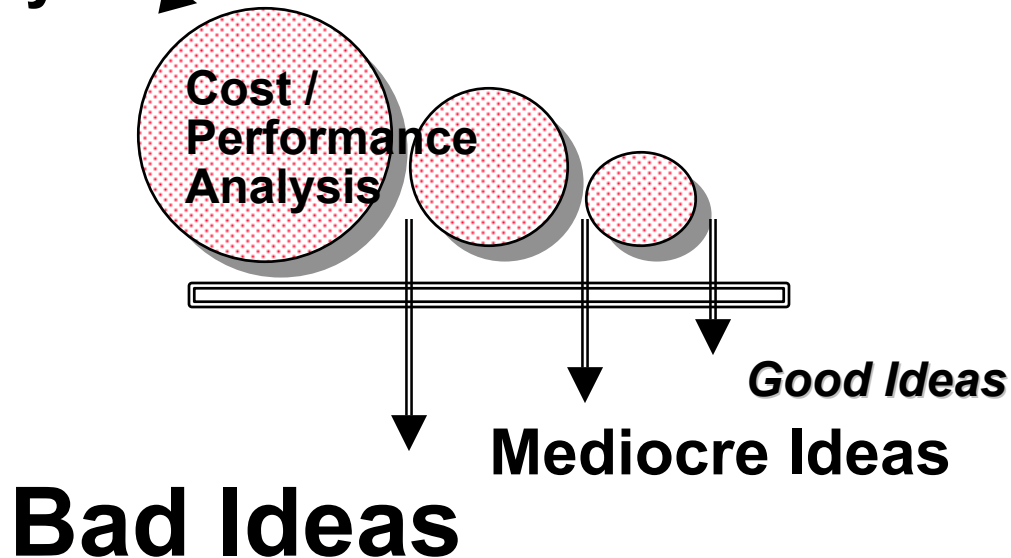 y
Cost /
Performance
Analysis
Good Ideas
Mediocre Ideas
Bad Ideas